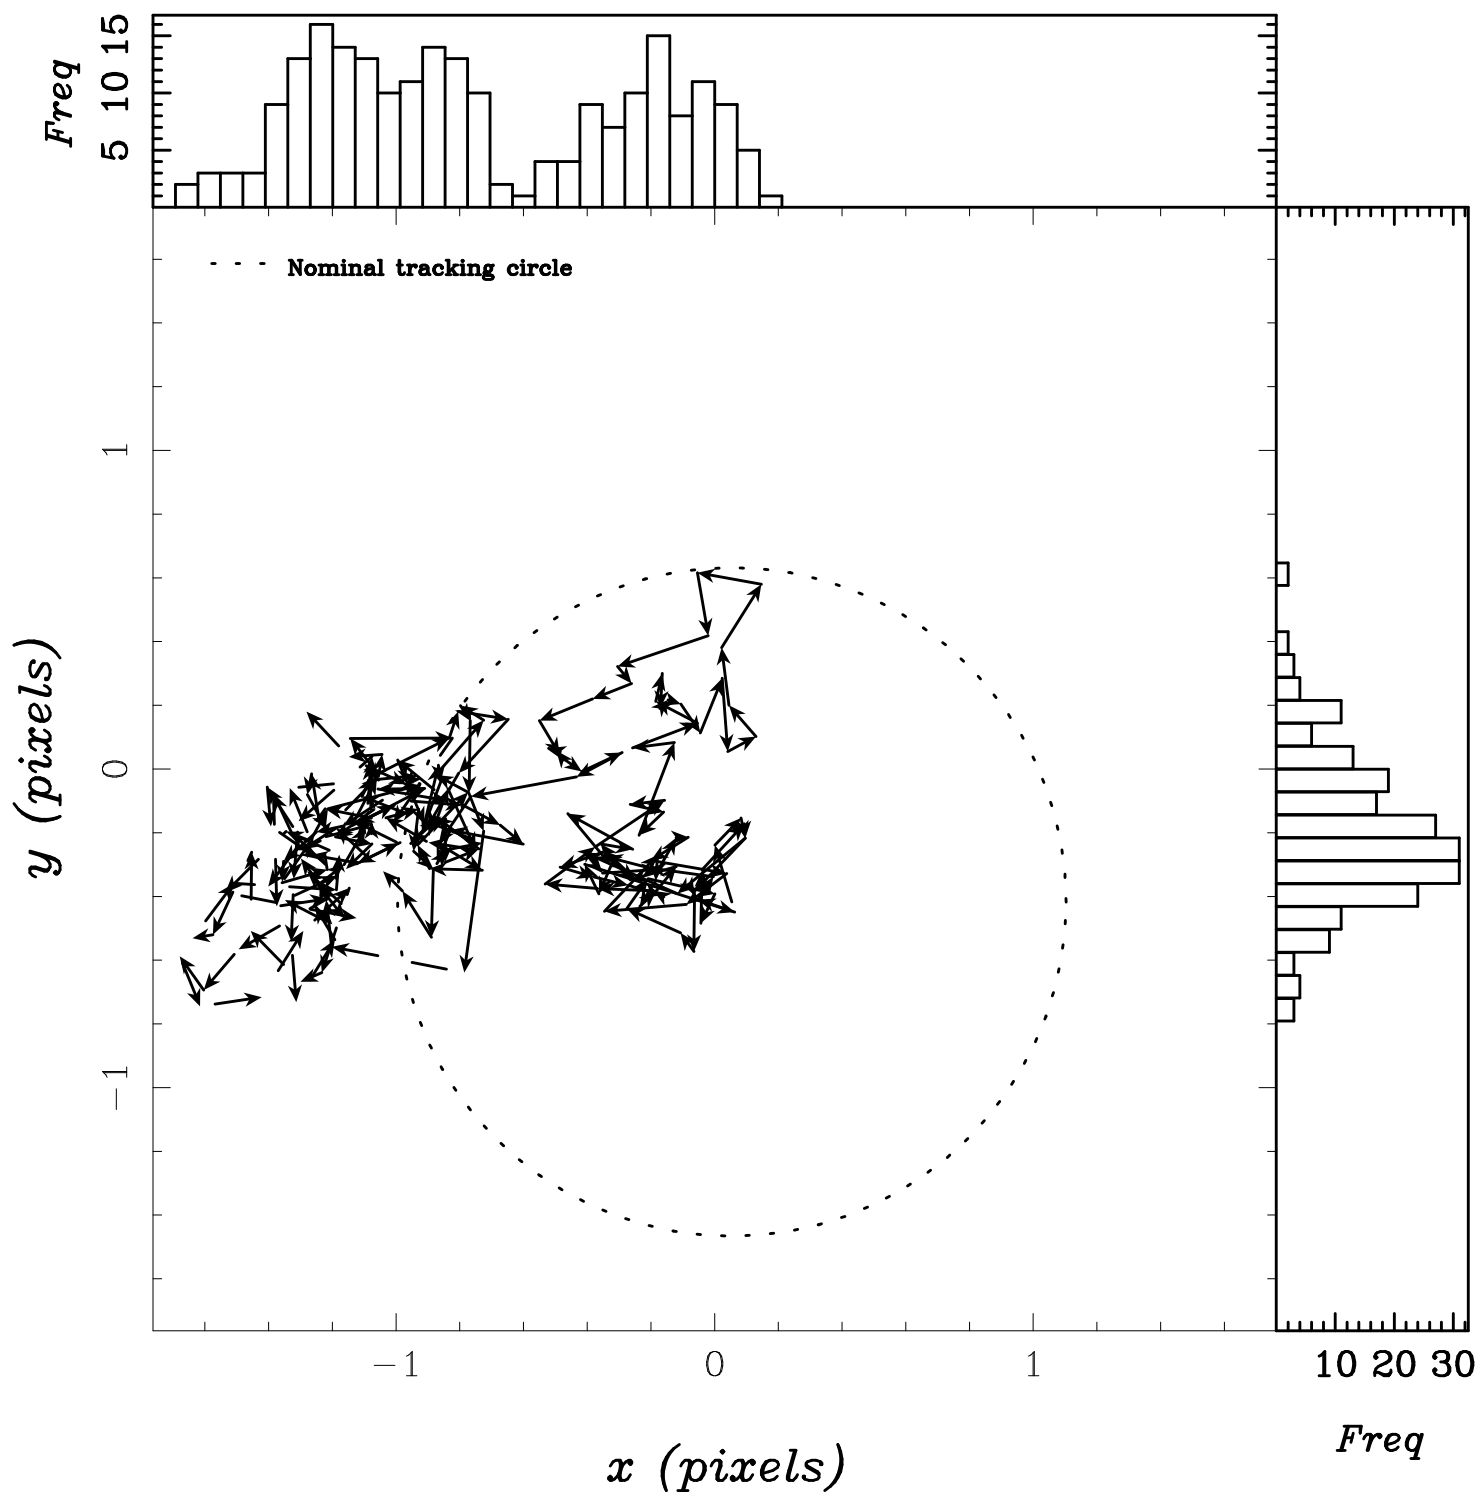 Freq
5 10 15
Nominal tracking circle
y (pixels)
1
0
−1
−1 0 1
10 20 30
x (pixels)
Freq